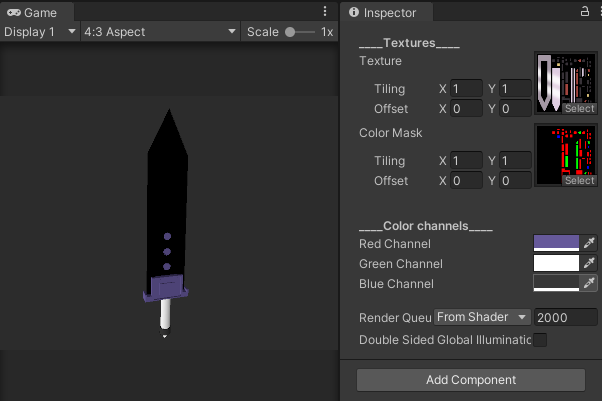 Game
Display 1
4:3 Aspect
Scale
1x
Inspector
____Textures____
Texture
Tiling X 1 Y 1
Offset X 0 Y 0
Select
Color Mask
Tiling X 1 Y 1
Offset X 0 Y 0
Select
____Color channels____
Red Channel
Green Channel
Blue Channel
Render Queu From Shader 2000
Double Sided Global Illuminatic
Add Component